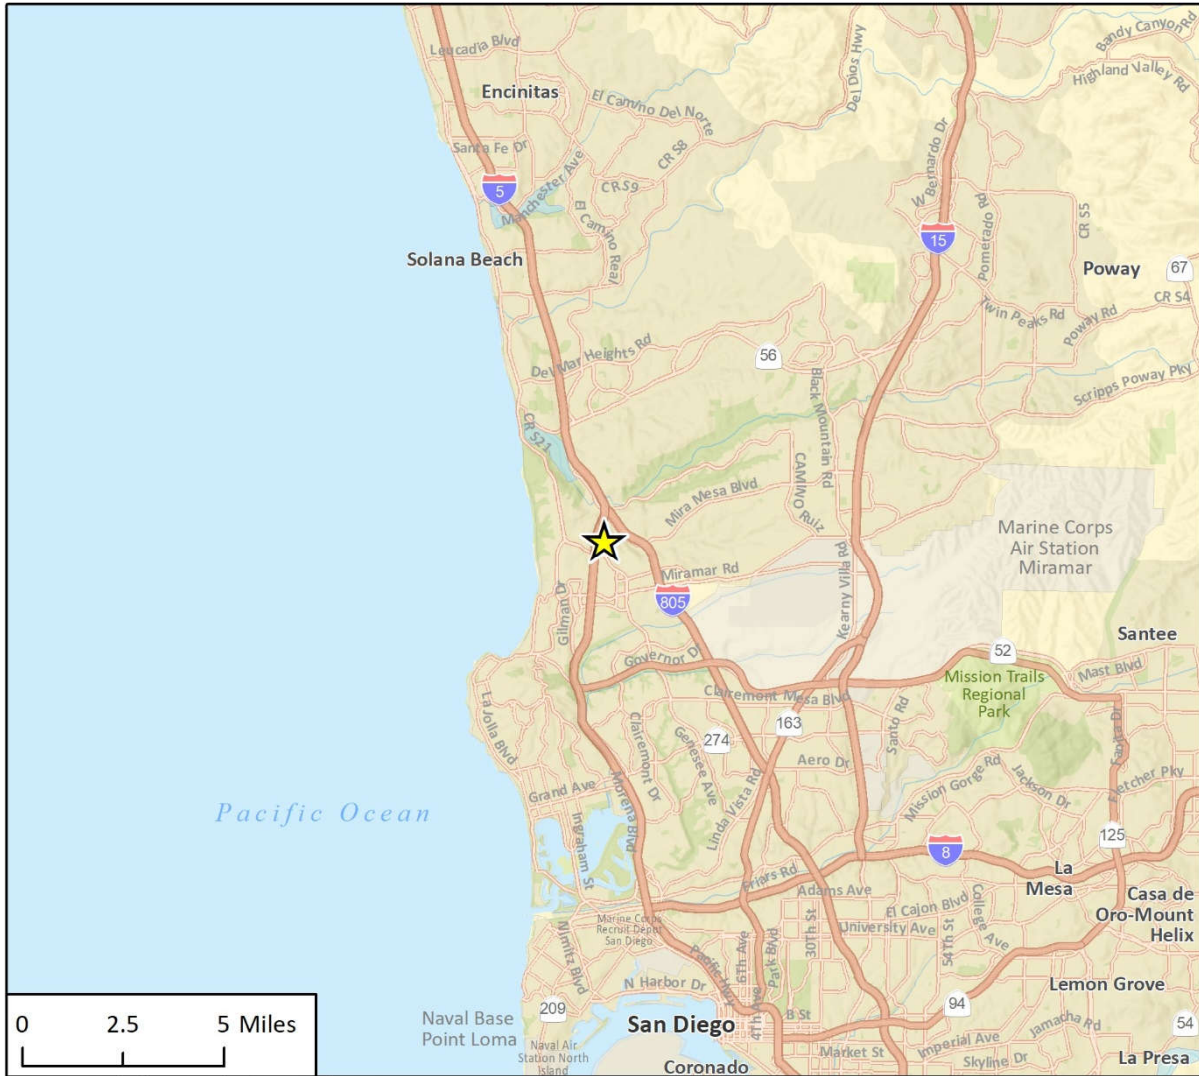 Bandy Canyon Rd
Leucadia Blvd
Del Dios Hwy
Highland Valley Rd
Encinitas
El Camino Del Norte
Santa Fe Dr
CR S8
W Bernardo Dr
Manchester Ave
CR S9
5
El Camino Real
Pomerado Rd
CR S5
15
Solana Beach
Poway
67
CR S4
Twin Peaks Rd
Poway Rd
Del Mar Heights Rd
56
Black Mountain Rd
Scripps Poway Pky
CR S21
CAMINO Ruiz
Mira Mesa Blvd
Marine Corps
Air Station
Miramar
Miramar Rd
Kearny Villa Rd
Gilman Dr
805
Santee
Governor Dr
52
Mast Blvd
Mission Trails
Regional
Park
Clairemont Mesa Blvd
La Jolla Blvd
Clairemont Dr
Genesee Ave
274
163
Santo Rd
Fanita Dr
Aero Dr
Mission Gorge Rd
Jackson Dr
Fletcher Pky
Morena Blvd
Linda Vista Rd
Grand Ave
Pacific Ocean
Ingraham St
125
8
Friars Rd
La
Mesa
Adams Ave
El Cajon Blvd
College Ave
Casa de
Oro-Mount
Helix
Marine Corps
Recruit Depot
San Diego
University Ave
30Th St
54Th St
Nimitz Blvd
Pacific Hwy
6Th Ave
Park Blvd
N Harbor Dr
Lemon Grove
0 2.5 5 Miles
209
Naval Base
Point Loma
San Diego
4Th Ave
B St
94
Jamacha Rd
54
Naval Air
Station North
Island
Market St
Imperial Ave
Skyline Dr
La Presa
Coronado